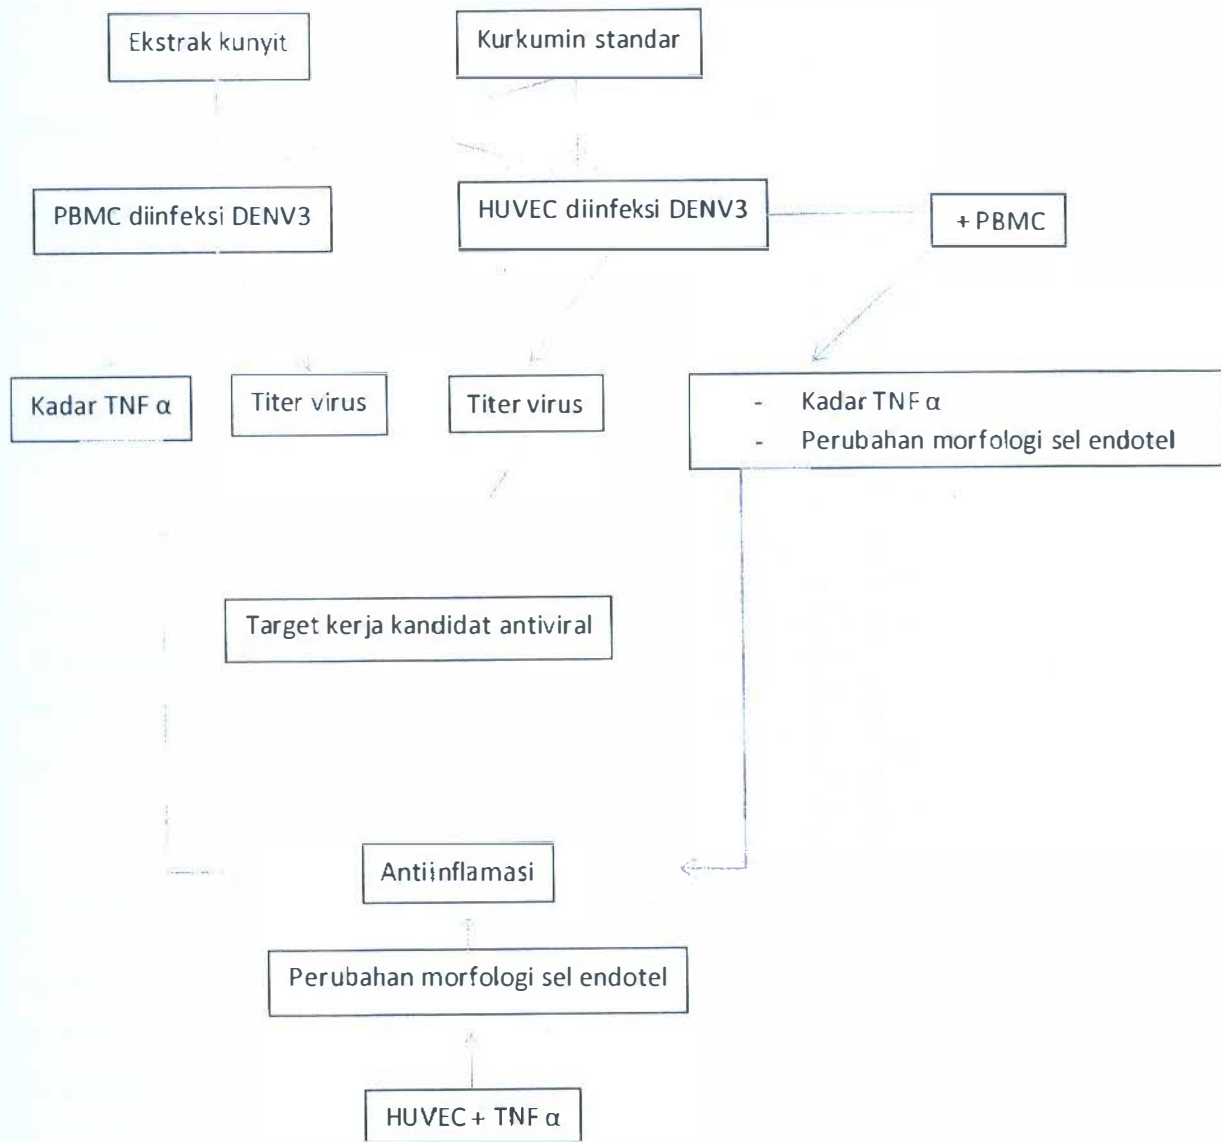 Ekstrak kunyit
Kurkumin standar
PBMC diinfeksi DENV3
HUVEC diinfeksi DENV3
+ PBMC
Kadar TNF α
Titer virus
Titer virus
- Kadar TNF α
- Perubahan morfologi sel endotel
Target kerja kandidat antiviral
Antiinflamasi
Perubahan morfologi sel endotel
HUVEC + TNF α